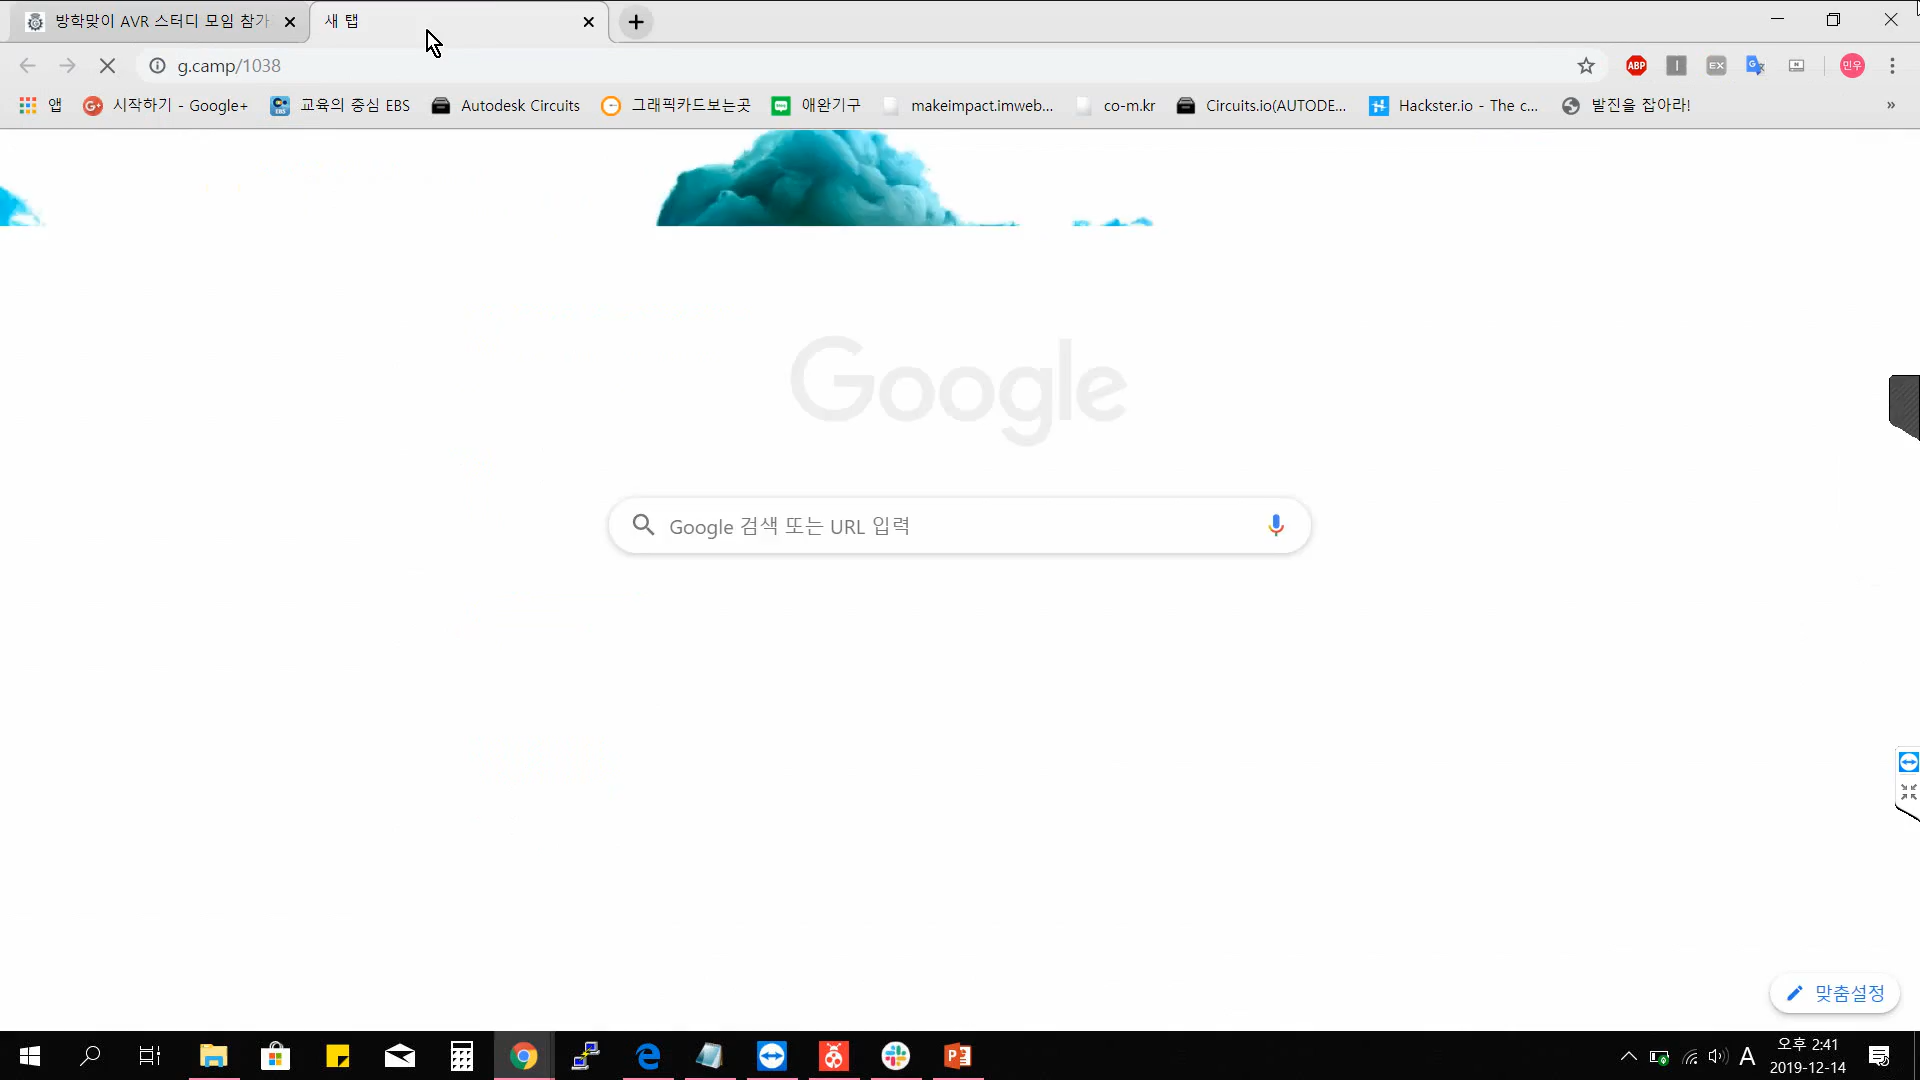 방학맞이 AVR 스터디 모임 참가
새 탭
g.camp/1038
ABP
EX
민우
앱
시작하기 - Google+
교육의 중심 EBS
Autodesk Circuits
그래픽카드보는곳
애완기구
makeimpact.imweb...
co-m.kr
Circuits.io(AUTODE...
Hackster.io - The c...
발진을 잡아라!
»
Google
Google 검색 또는 URL 입력
맞춤설정
A
오후 2:41
2019-12-14